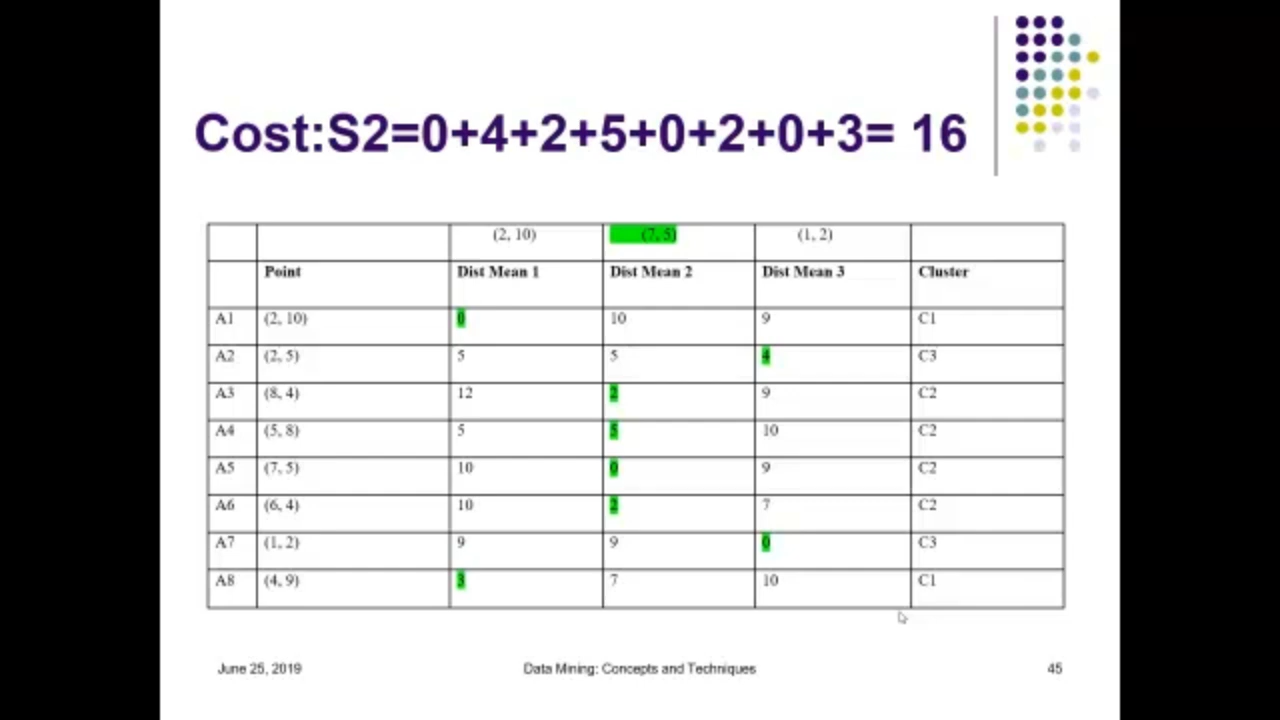 Cost:S2=0+4+2+5+0+2+0+3= 16
(2, 10) (7, 5) (1, 2)
Point Dist Mean 1 Dist Mean 2 Dist Mean 3 Cluster
A1 (2, 10) 0 10 9 C1
A2 (2, 5) 5 5 4 C3
A3 (8, 4) 12 2 9 C2
A4 (5, 8) 5 5 10 C2
A5 (7, 5) 10 0 9 C2
A6 (6, 4) 10 2 7 C2
A7 (1, 2) 9 9 0 C3
A8 (4, 9) 3 7 10 C1
June 25, 2019 Data Mining: Concepts and Techniques 45